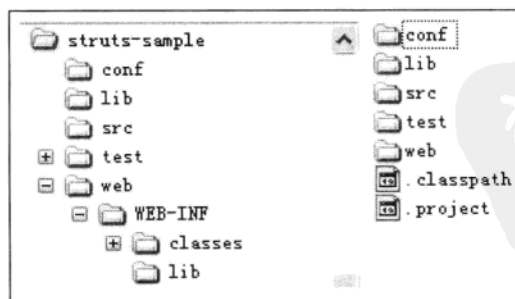 struts-sample
conf
lib
src
test
web
WEB-INF
classes
lib
conf
lib
src
test
web
.classpath
.project